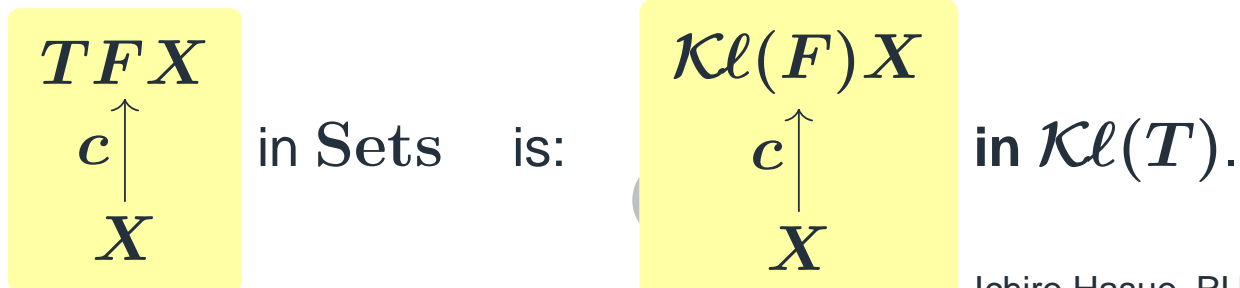 TFX
c
X
in Sets is:
𝒦ℓ(F)X
c
X
in 𝒦ℓ(T).